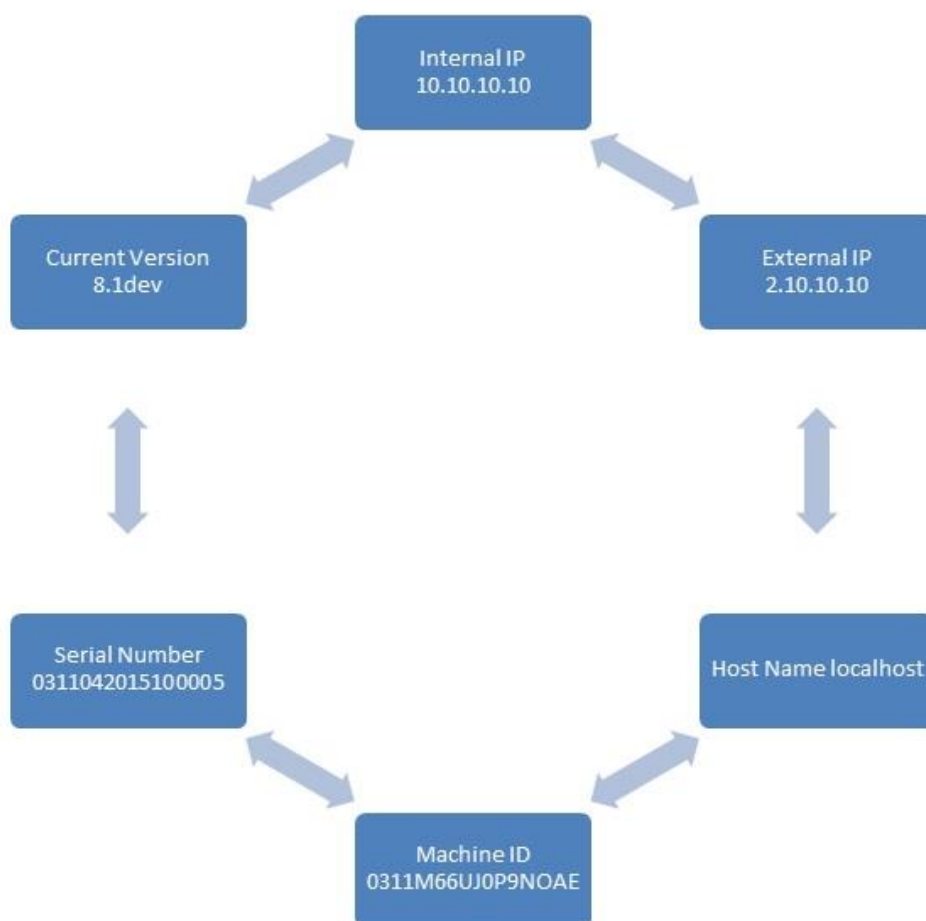 Internal IP
10.10.10.10
Current Version
8.1dev
External IP
2.10.10.10
Serial Number
0311042015100005
Host Name localhost
Machine ID
0311M66UJ0P9NOAE